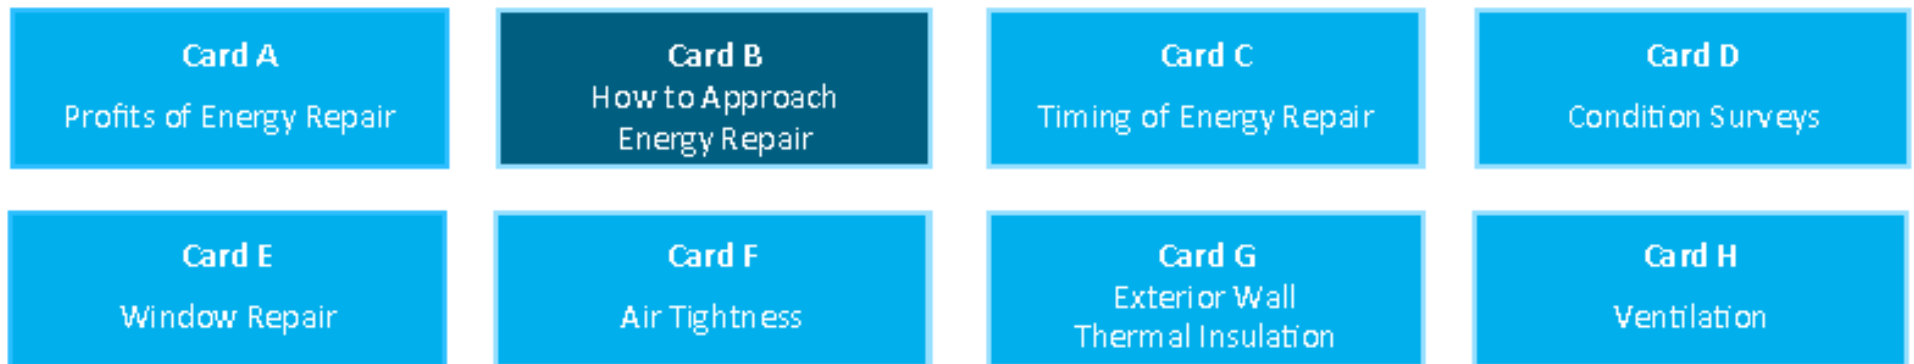 Card A
Profits of Energy Repair
Card B
How to Approach
Energy Repair
Card C
Timing of Energy Repair
Card D
Condition Surveys
Card E
Window Repair
Card F
Air Tightness
Card G
Exterior Wall
Thermal Insulation
Card H
Ventilation